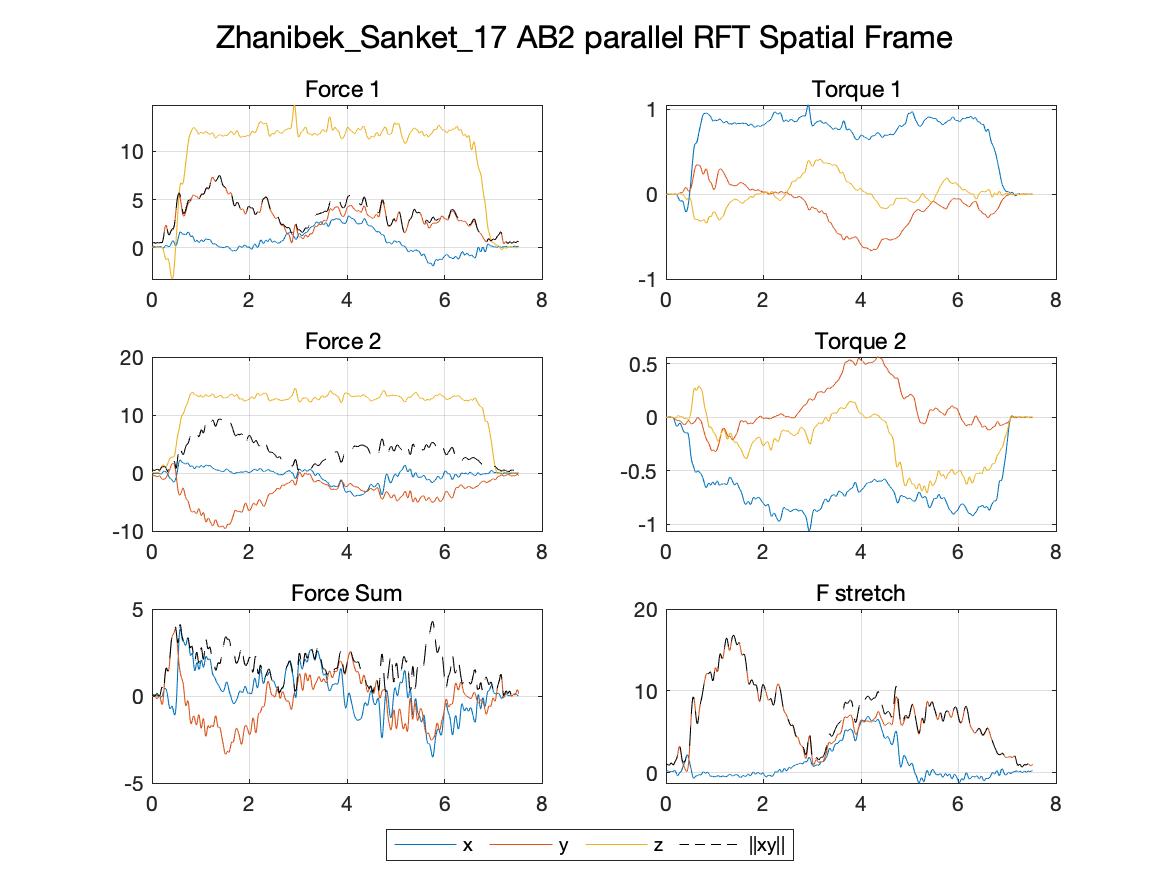 Zhanibek_Sanket_17 AB2 parallel RFT Spatial Frame
Force 1
10
5
0
0 2 4 6 8
Torque 1
1
0
-1
0 2 4 6 8
Force 2
20
10
0
-10
0 2 4 6 8
Torque 2
0.5
0
-0.5
-1
0 2 4 6 8
Force Sum
5
0
-5
0 2 4 6 8
F stretch
20
10
0
0 2 4 6 8
x y z ||xy||